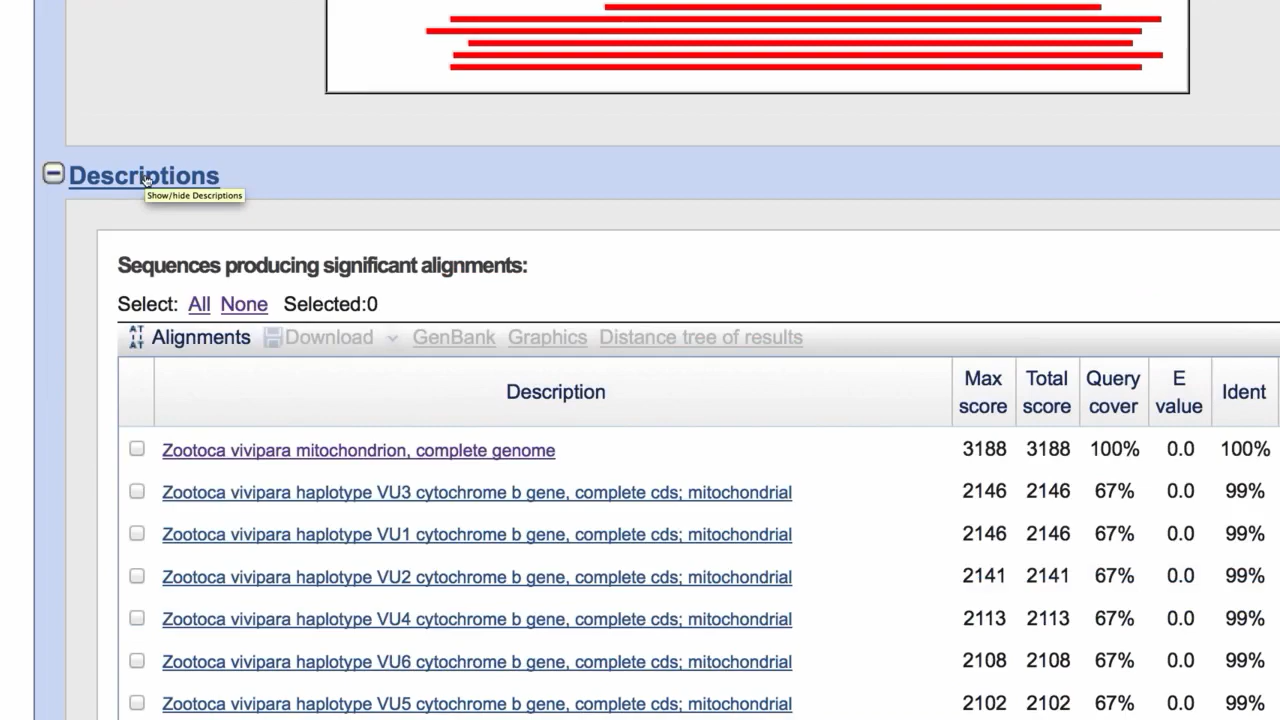 Descriptions
Show/hide Descriptions
Sequences producing significant alignments:
Select: All None Selected:0
AT AT Alignments Download GenBank Graphics Distance tree of results
Description Max score Total score Query cover E value Ident
Zootoca vivipara mitochondrion, complete genome 3188 3188 100% 0.0 100%
Zootoca vivipara haplotype VU3 cytochrome b gene, complete cds; mitochondrial 2146 2146 67% 0.0 99%
Zootoca vivipara haplotype VU1 cytochrome b gene, complete cds; mitochondrial 2146 2146 67% 0.0 99%
Zootoca vivipara haplotype VU2 cytochrome b gene, complete cds; mitochondrial 2141 2141 67% 0.0 99%
Zootoca vivipara haplotype VU4 cytochrome b gene, complete cds; mitochondrial 2113 2113 67% 0.0 99%
Zootoca vivipara haplotype VU6 cytochrome b gene, complete cds; mitochondrial 2108 2108 67% 0.0 99%
Zootoca vivipara haplotype VU5 cytochrome b gene, complete cds; mitochondrial 2102 2102 67% 0.0 99%